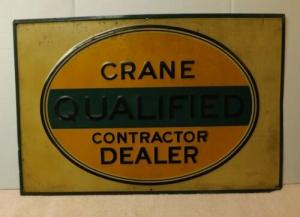 CRANE
QUALIFIED
CONTRACTOR
DEALER